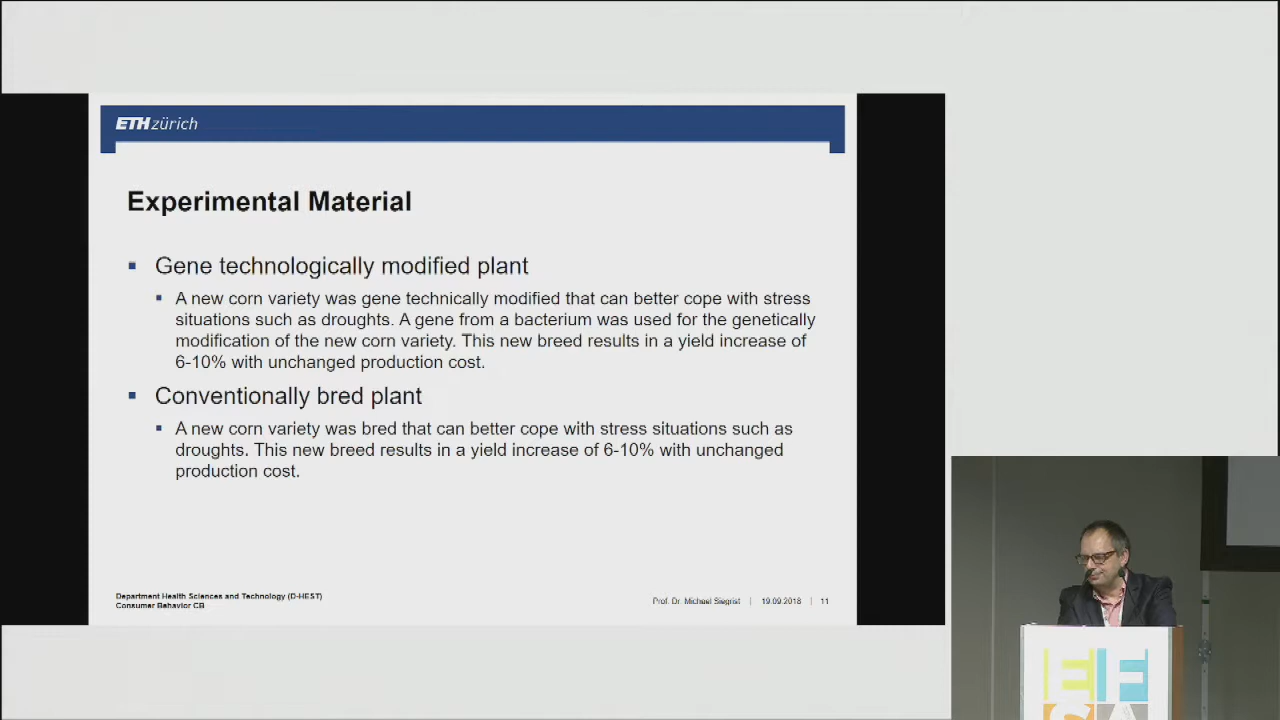 ETH zürich
Experimental Material
Gene technologically modified plant
A new corn variety was gene technically modified that can better cope with stress
situations such as droughts. A gene from a bacterium was used for the genetically
modification of the new corn variety. This new breed results in a yield increase of
6-10% with unchanged production cost.
Conventionally bred plant
A new corn variety was bred that can better cope with stress situations such as
droughts. This new breed results in a yield increase of 6-10% with unchanged
production cost.
Department Health Sciences and Technology (D-HEST)
Consumer Behavior CB
Prof. Dr. Michael Siegrist | 19.09.2018 | 11
EF
SA